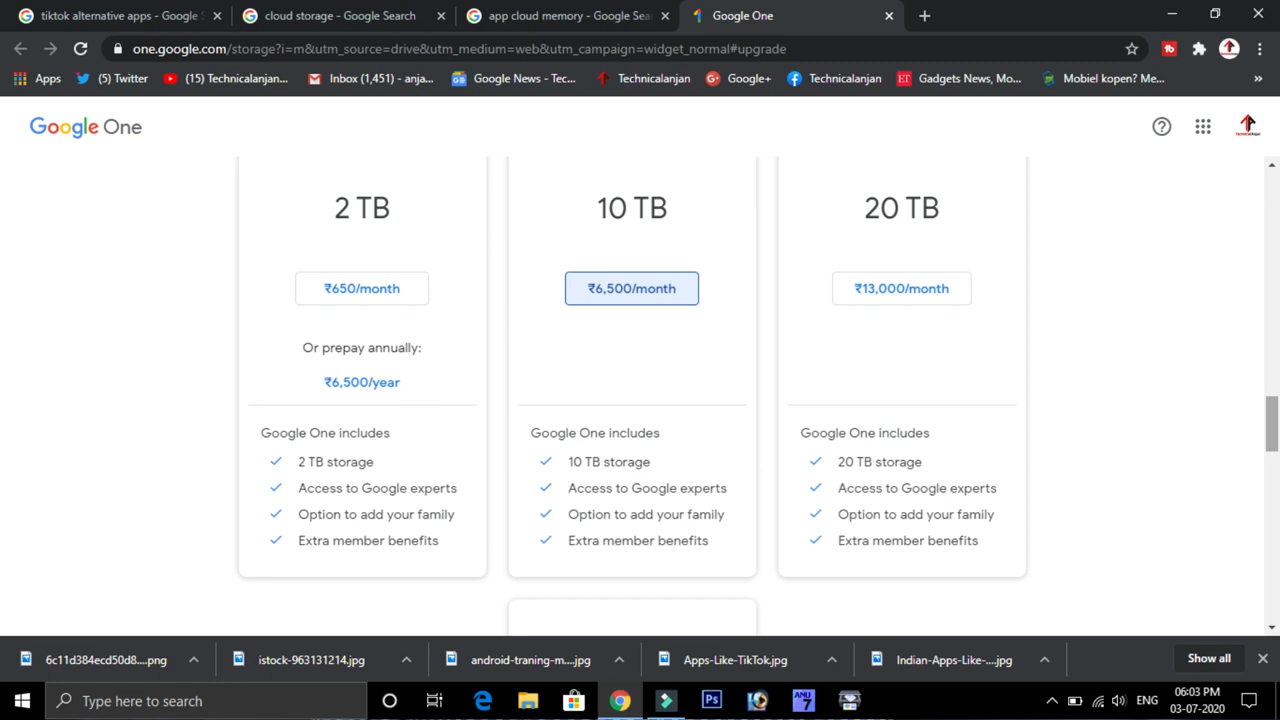 tiktok alternative apps - Google S
cloud storage - Google Search
app cloud memory - Google Sear
Google One
one.google.com/storage?i=m&utm_source=drive&utm_medium=web&utm_campaign=widget_normal#upgrade
Apps
(5) Twitter
(15) Technicalanjan...
Inbox (1,451) - anja...
Google News - Tec...
Technicalanjan
Google+
Technicalanjan
Gadgets News, Mo...
Mobiel kopen? Me...
Google One
2 TB
10 TB
20 TB
₹650/month
₹6,500/month
₹13,000/month
Or prepay annually:
₹6,500/year
Google One includes
Google One includes
Google One includes
2 TB storage
10 TB storage
20 TB storage
Access to Google experts
Access to Google experts
Access to Google experts
Option to add your family
Option to add your family
Option to add your family
Extra member benefits
Extra member benefits
Extra member benefits
6c11d384ecd50d8....png
istock-963131214.jpg
android-traning-m....jpg
Apps-Like-TikTok.jpg
Indian-Apps-Like-....jpg
Show all
Type here to search
Ps
ENG
06:03 PM
03-07-2020